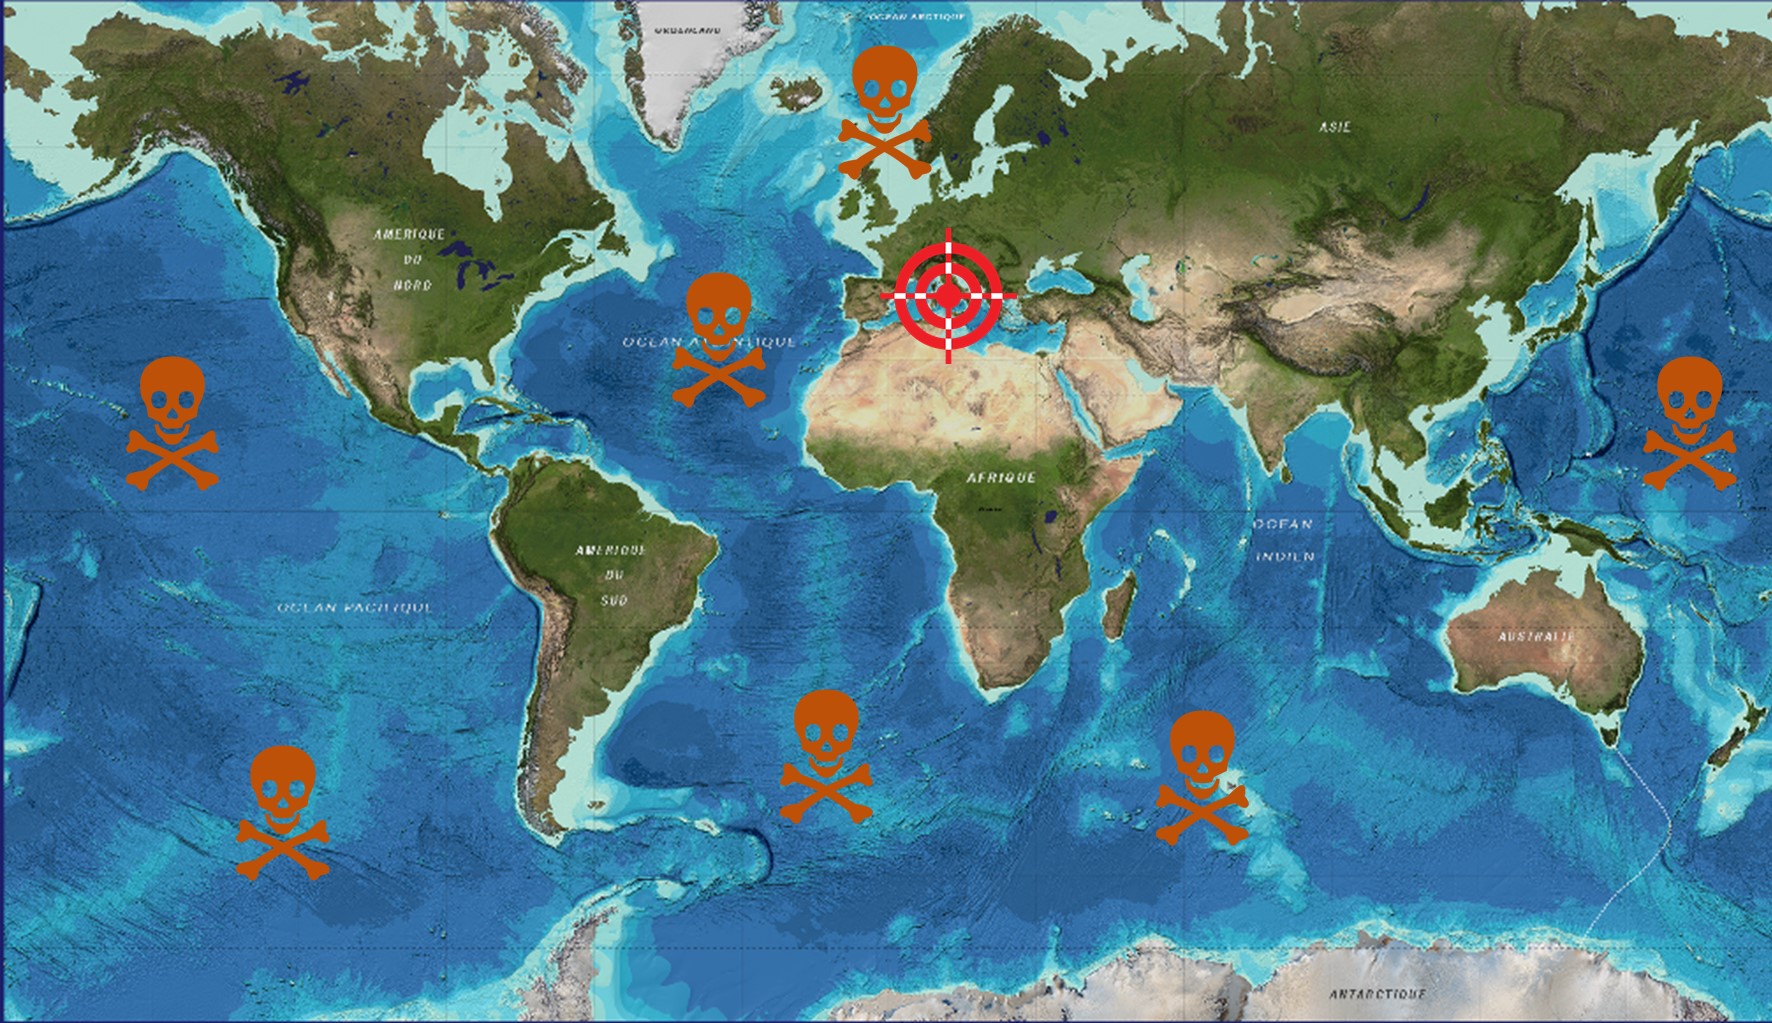 OCEAN ARCTIQUE
GROENLAND
ASIE
AMERIQUE
DU
NORD
OCEAN ATLANTIQUE
AFRIQUE
OCEAN
INDIEN
AMERIQUE
DU
SUD
OCEAN PACIFIQUE
AUSTRALIE
ANTARCTIQUE